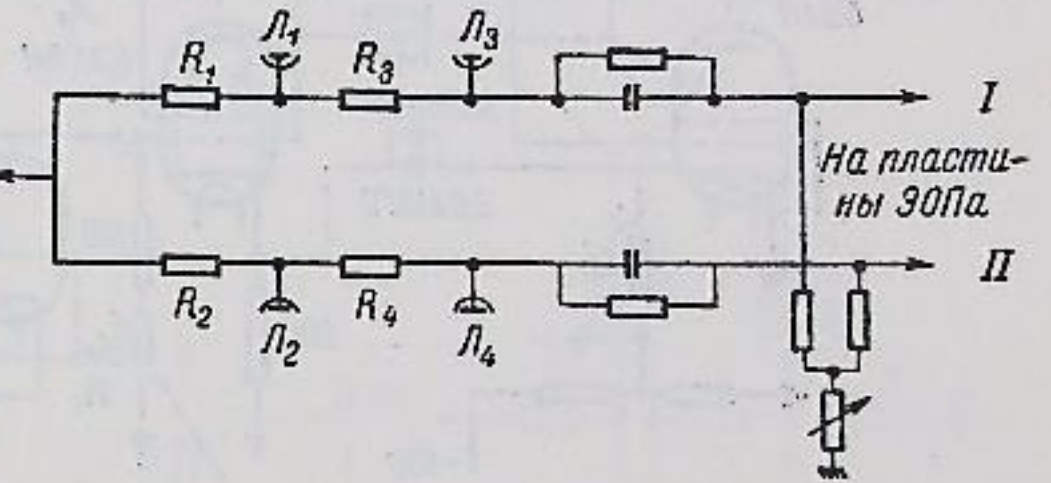 Л₁
Л₃
R₁
R₃
I
На пласти-
ны ЭОПа
II
R₂
R₄
Л₂
Л₄